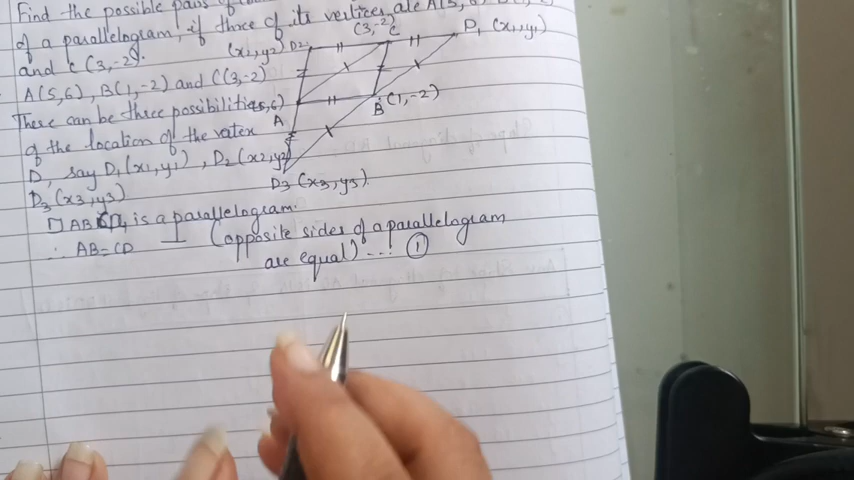 Find the possible pairs of
of a parallelogram, if three of its vertices are A(5,6), B(1,-2)
and C(3,-2).
A(5,6), B(1,-2) and C(3,-2)
There can be three possibilities
of the location of the vatex
D, say D1(x1,y1), D2(x2,y2)
D3(x3,y3)
(x2,y2) D2
(3,-2)
C
D1 (x1,y1)
A
B (1,-2)
D3 (x3,y3).
□ABCD1 is a parallelogram.
∴ AB=CD
(opposite sides of a parallelogram
are equal)---- ①